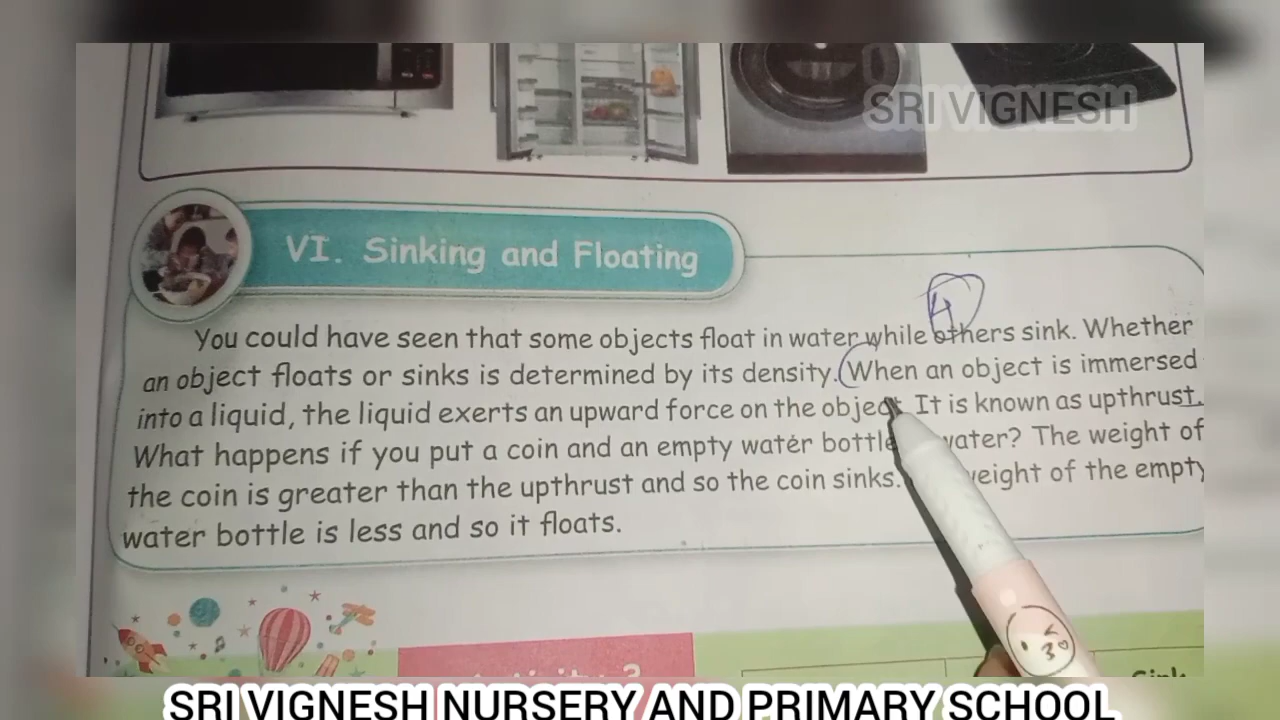 SRI VIGNESH
VI. Sinking and Floating
4
You could have seen that some objects float in water while others sink. Whether
an object floats or sinks is determined by its density. (When an object is immersed
into a liquid, the liquid exerts an upward force on the object. It is known as upthrust.
What happens if you put a coin and an empty water bottle water? The weight of
the coin is greater than the upthrust and so the coin sinks. weight of the empty
water bottle is less and so it floats.
SRI VIGNESH NURSERY AND PRIMARY SCHOOL